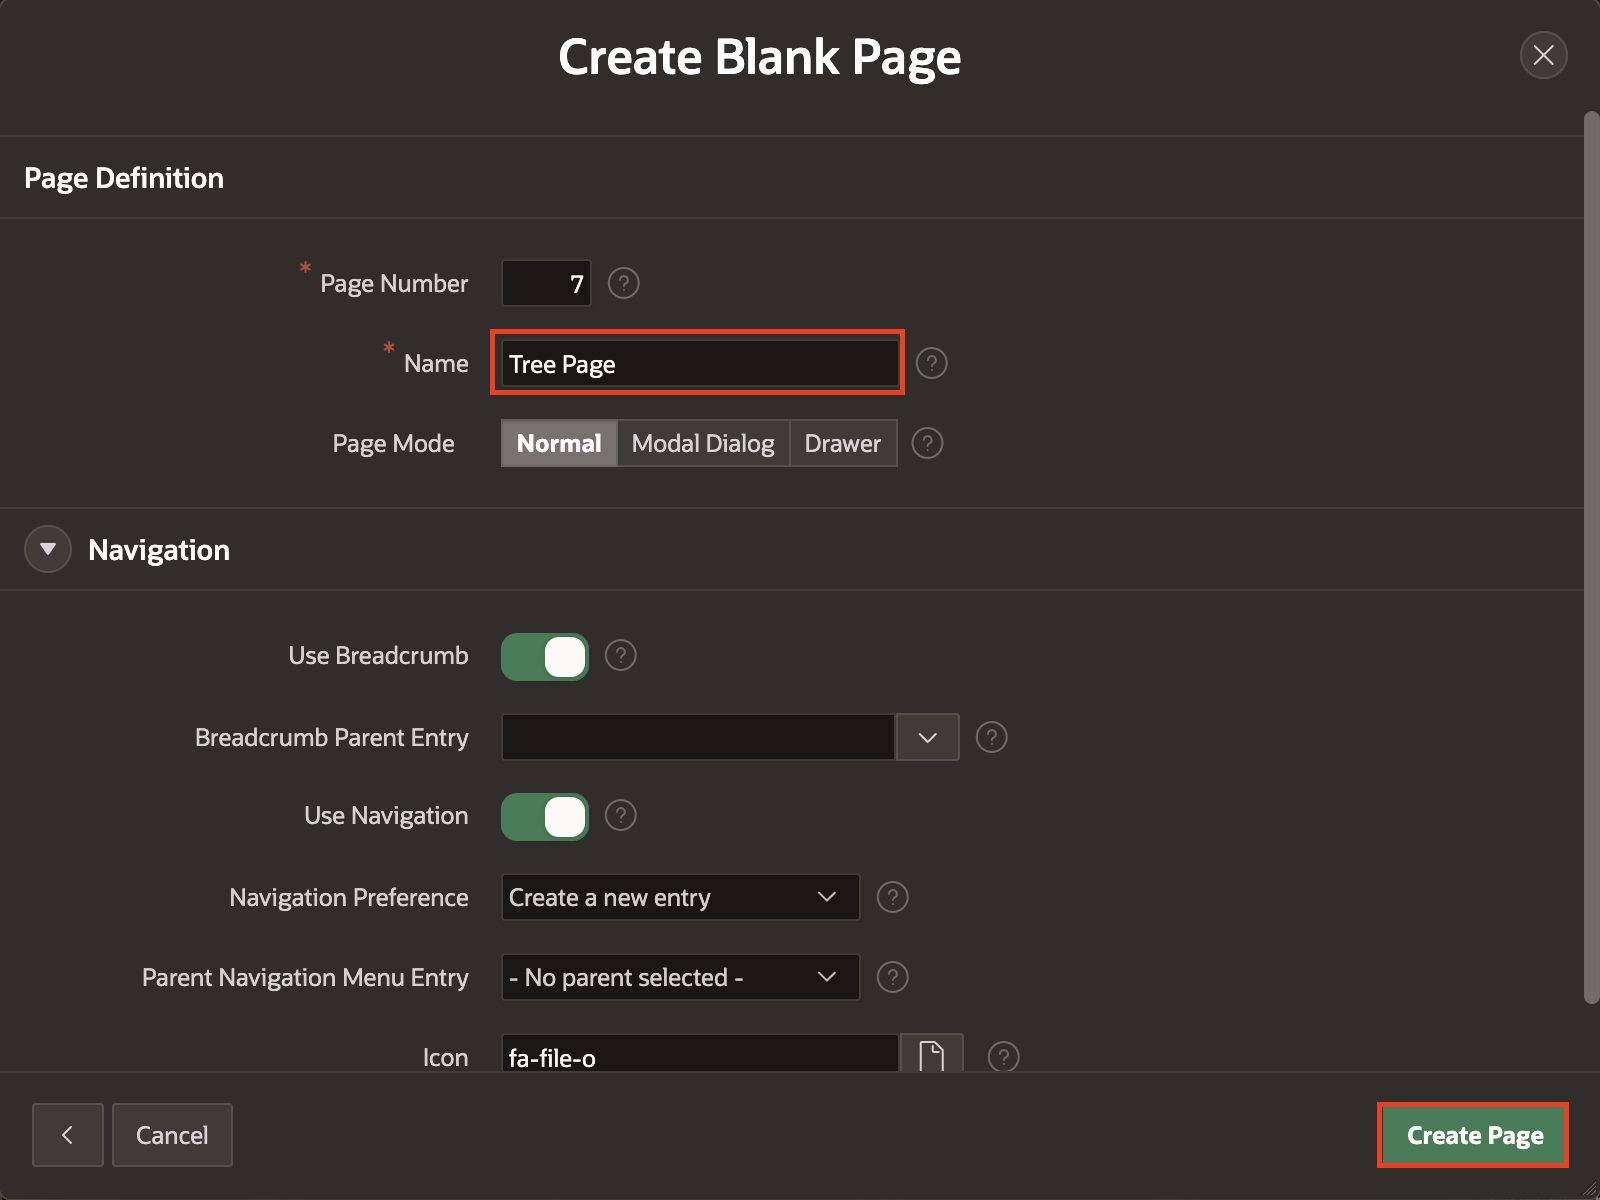 Create Blank Page
Page Definition
* Page Number 7 ?
* Name Tree Page ?
Page Mode Normal Modal Dialog Drawer ?
Navigation
Use Breadcrumb ?
Breadcrumb Parent Entry ?
Use Navigation ?
Navigation Preference Create a new entry ?
Parent Navigation Menu Entry - No parent selected - ?
Icon fa-file-o ?
Cancel Create Page